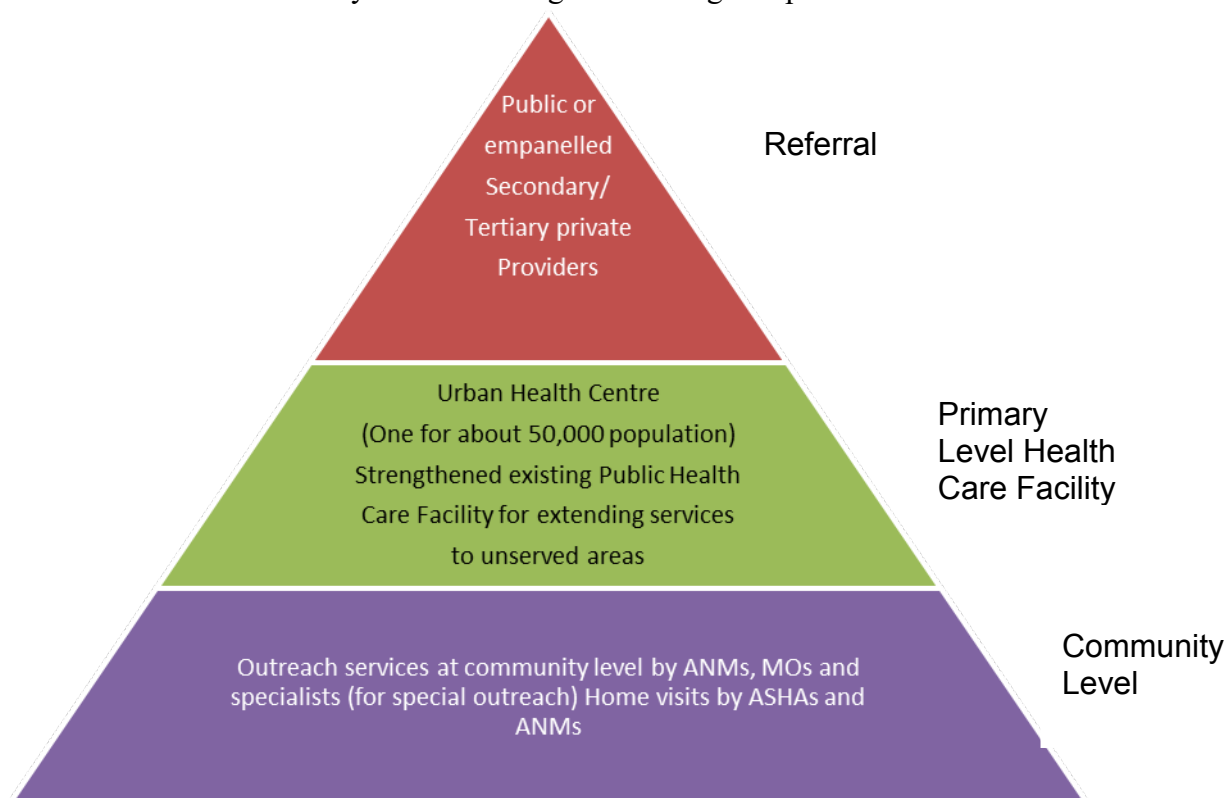 Public or
empanelled
Secondary/
Tertiary private
Providers
Referral
Urban Health Centre
(One for about 50,000 population)
Strengthened existing Public Health
Care Facility for extending services
to unserved areas
Primary
Level Health
Care Facility
Outreach services at community level by ANMs, MOs and
specialists (for special outreach) Home visits by ASHAs and
ANMs
Community
Level